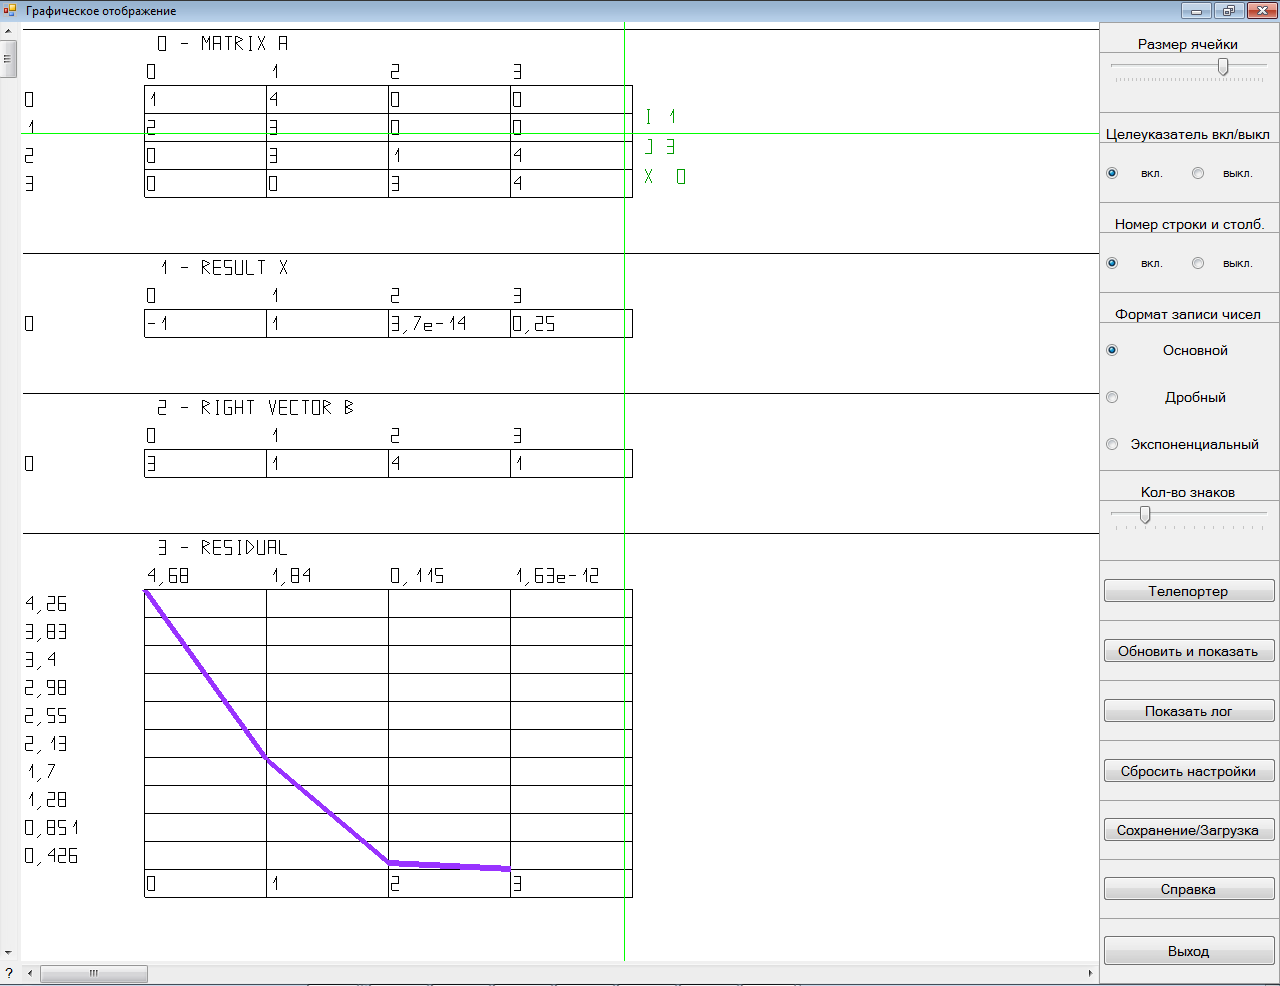 Графическое отображение
0 - MATRIX A
0 1 2 3
0 1 4 0 0
1 2 3 0 0
2 0 3 1 4
3 0 0 3 4
I 1
J 3
X 0
1 - RESULT X
0 1 2 3
0 -1 1 3,7e-14 0,25
2 - RIGHT VECTOR B
0 1 2 3
0 3 1 4 1
3 - RESIDUAL
4,68 1,84 0,115 1,63e-12
4,26
3,83
3,4
2,98
2,55
2,13
1,7
1,28
0,851
0,426
0 1 2 3
?
Размер ячейки
Целеуказатель вкл/выкл
вкл. выкл.
Номер строки и столб.
вкл. выкл.
Формат записи чисел
Основной
Дробный
Экспоненциальный
Кол-во знаков
Телепортер
Обновить и показать
Показать лог
Сбросить настройки
Сохранение/Загрузка
Справка
Выход